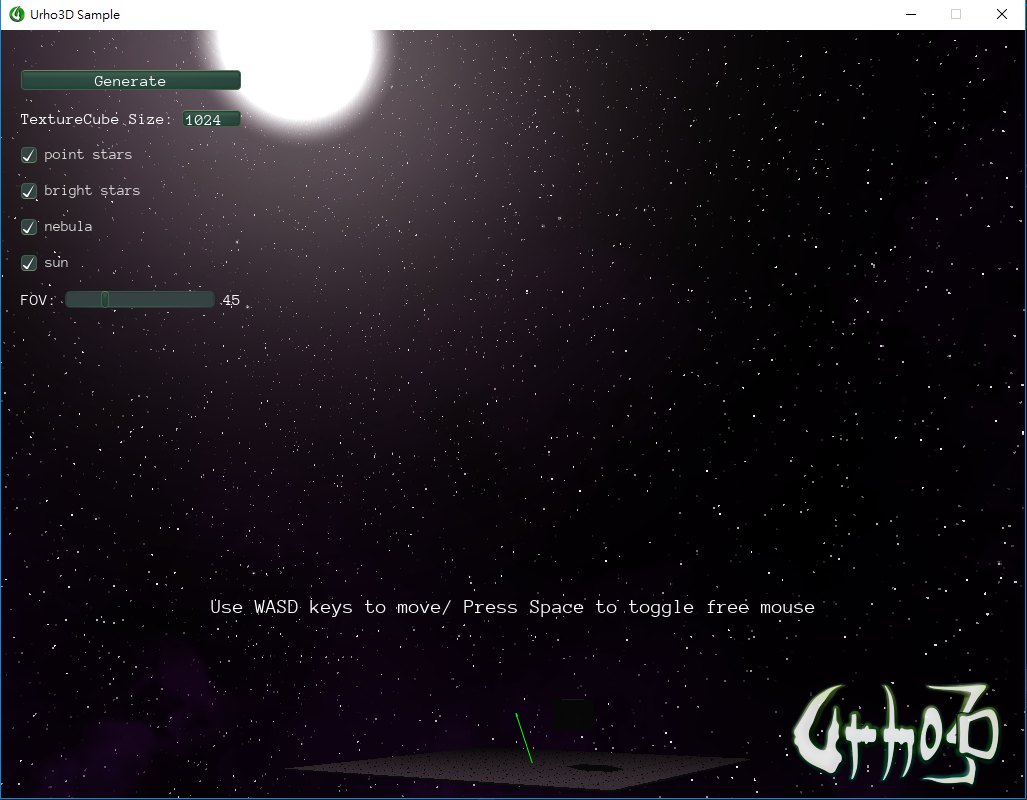 Urho3D Sample
Generate
TextureCube Size: 1024
point stars
bright stars
nebula
sun
FOV: 45
Use WASD keys to move/ Press Space to toggle free mouse
Urho3D